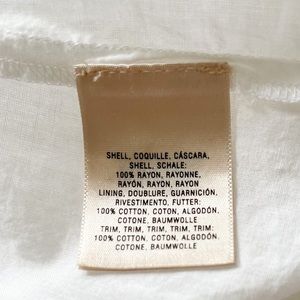 SHELL, COQUILLE, CÁSCARA,
SHELL, SCHALE:
100% RAYON, RAYONNE,
RAYÓN, RAYON, RAYON
LINING, DOUBLURE, GUARNICIÓN.
RIVESTIMENTO, FUTTER:
100% COTTON, COTON, ALGODÓN.
COTONE, BAUMWOLLE
TRIM, TRIM, TRIM, TRIM, TRIM:
100% COTTON, COTON, ALGODÓN.
COTONE, BAUMWOLLE